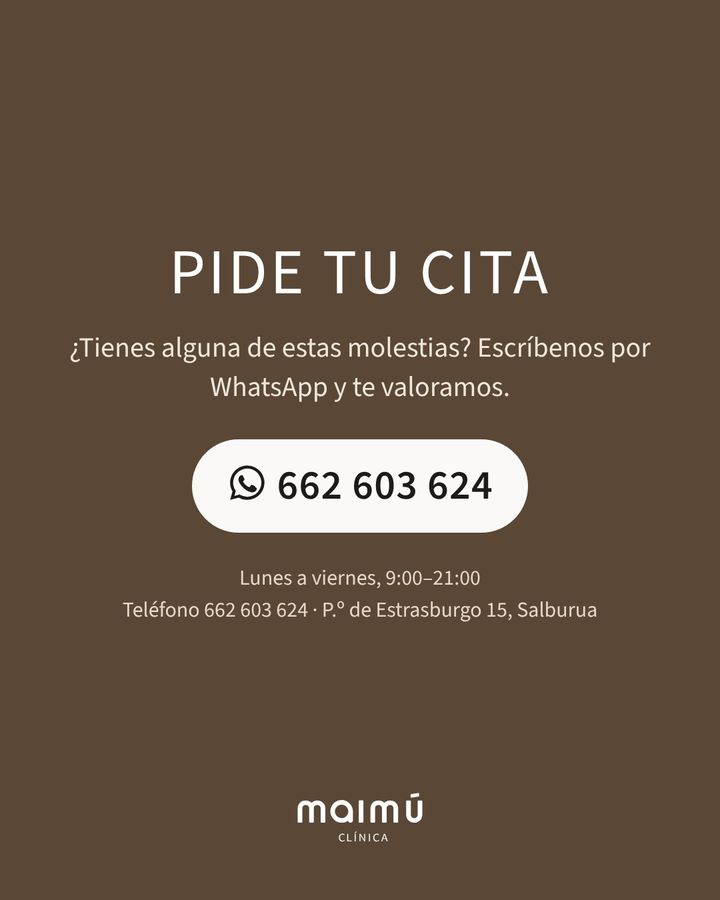 PIDE TU CITA
¿Tienes alguna de estas molestias? Escríbenos por
WhatsApp y te valoramos.
662 603 624
Lunes a viernes, 9:00–21:00
Teléfono 662 603 624 · P.º de Estrasburgo 15, Salburua
maimú
CLÍNICA